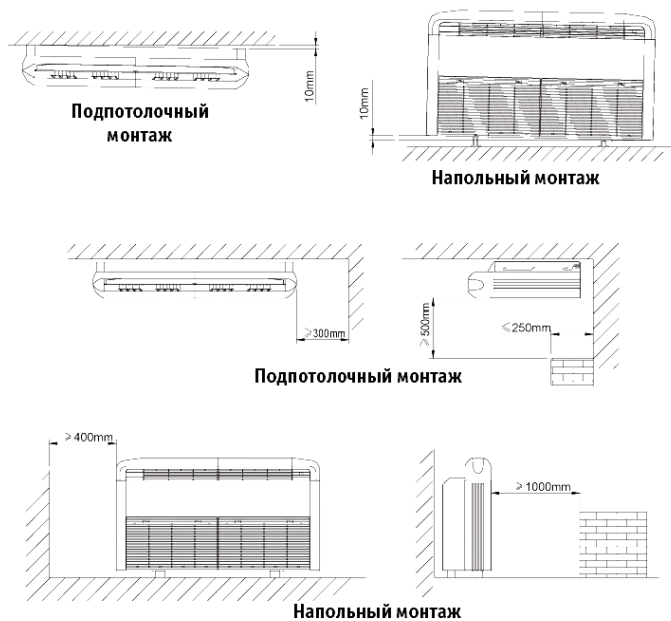 10mm
Подпотолочный
монтаж
10mm
Напольный монтаж
≥300mm
≥500mm
≤250mm
Подпотолочный монтаж
≥400mm
≥1000mm
Напольный монтаж